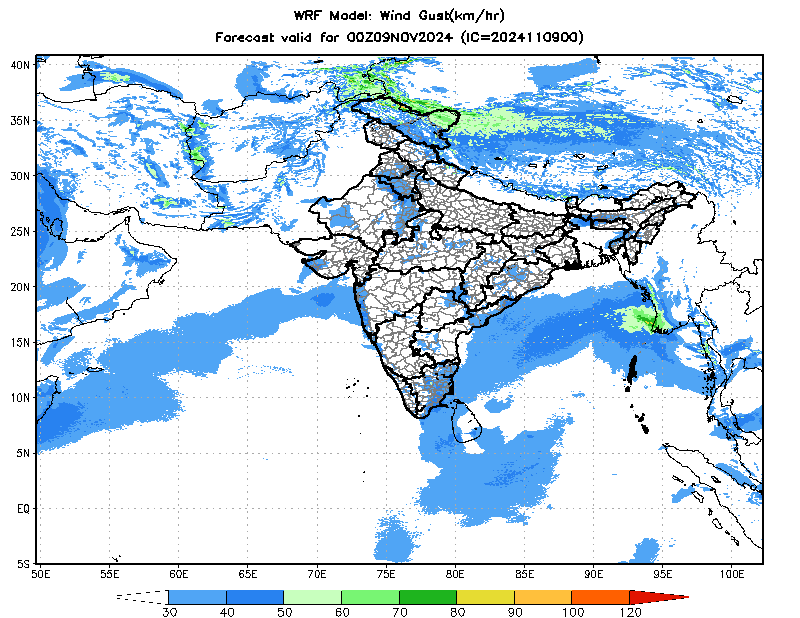 WRF Model: Wind Gust(km/hr)
Forecast valid for 00Z09NOV2024 (IC=2024110900)
40N
35N
30N
25N
20N
15N
10N
5N
EQ
5S
50E 55E 60E 65E 70E 75E 80E 85E 90E 95E 100E
30 40 50 60 70 80 90 100 120